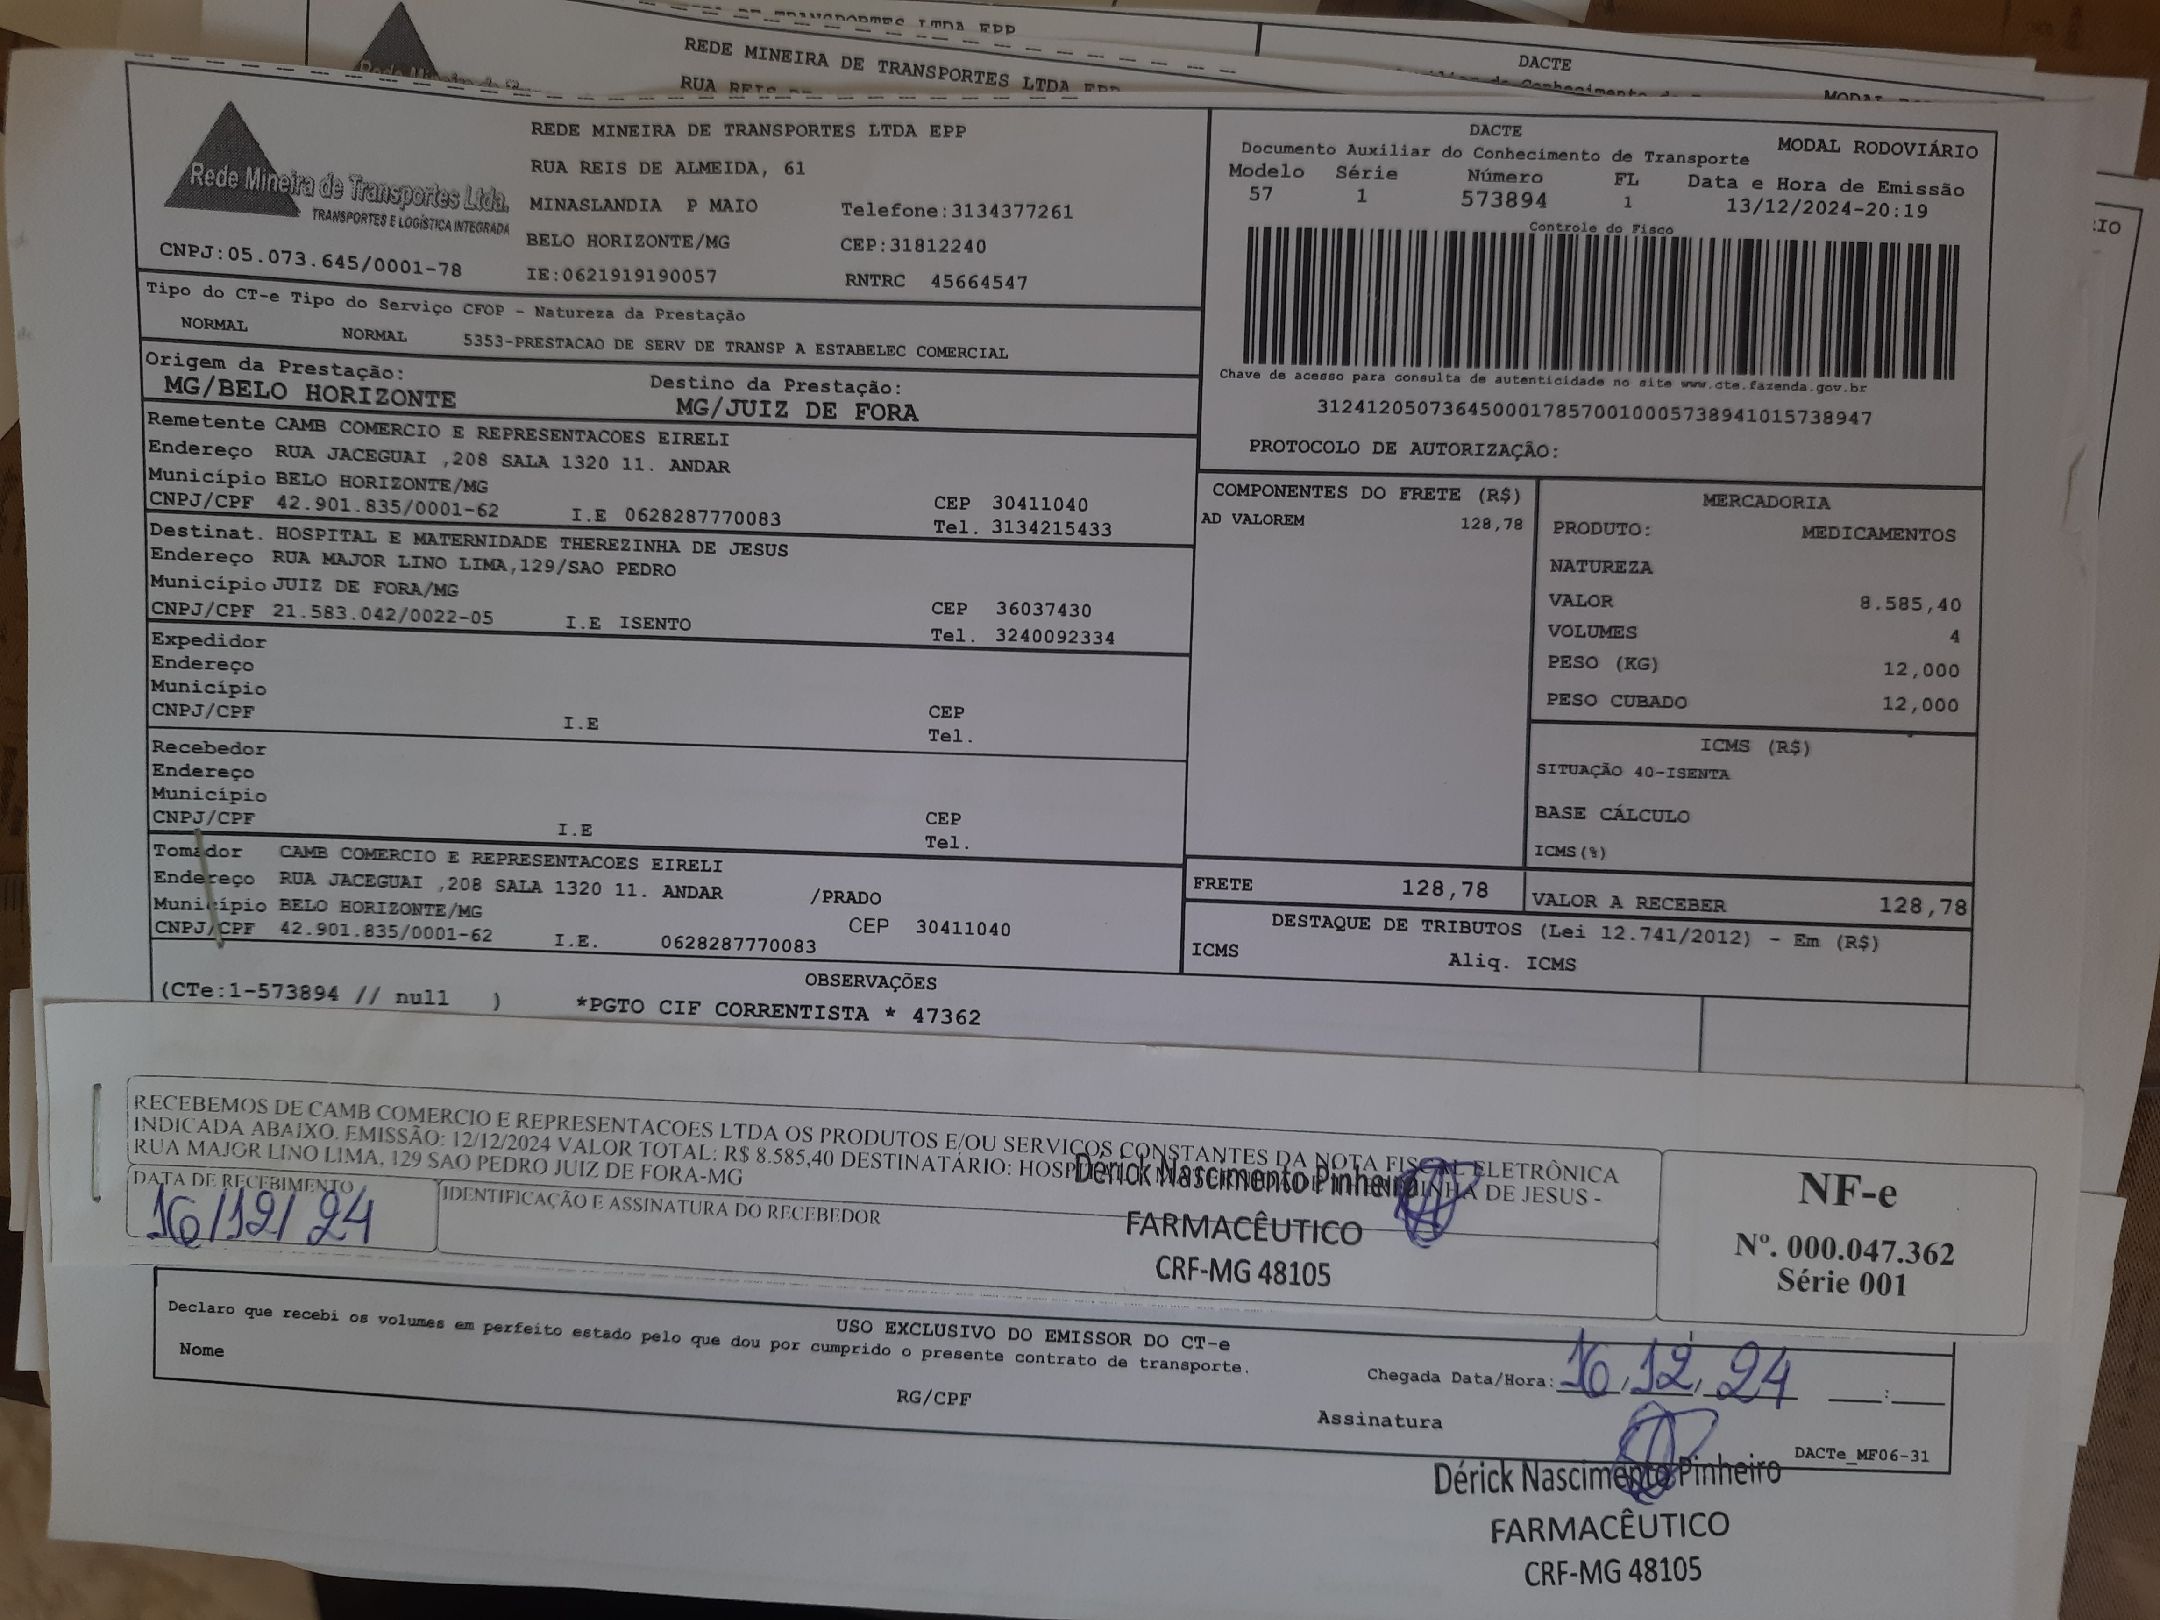 TRANSPORTES LTDA EPP
REDE MINEIRA DE TRANSPORTES LTDA EPP
RUA REIS DE
DACTE
MODAL
REDE MINEIRA DE TRANSPORTES LTDA EPP
RUA REIS DE ALMEIDA, 61
MINASLANDIA P MAIO Telefone:3134377261
BELO HORIZONTE/MG CEP:31812240
IE:0621919190057 RNTRC 45664547
Rede Mineira de Transportes Ltda.
TRANSPORTES E LOGÍSTICA INTEGRADA
CNPJ:05.073.645/0001-78
DACTE MODAL RODOVIÁRIO
Documento Auxiliar do Conhecimento de Transporte
Modelo Série Número FL Data e Hora de Emissão
57 1 573894 1 13/12/2024-20:19
Controle do Fisco
Chave de acesso para consulta de autenticidade no site www.cte.fazenda.gov.br
31241205073645000178570010005738941015738947
PROTOCOLO DE AUTORIZAÇÃO:
Tipo do CT-e Tipo do Serviço CFOP - Natureza da Prestação
NORMAL NORMAL 5353-PRESTACAO DE SERV DE TRANSP A ESTABELEC COMERCIAL
Origem da Prestação: Destino da Prestação:
MG/BELO HORIZONTE MG/JUIZ DE FORA
Remetente CAMB COMERCIO E REPRESENTACOES EIRELI
Endereço RUA JACEGUAI ,208 SALA 1320 11. ANDAR
Município BELO HORIZONTE/MG CEP 30411040
CNPJ/CPF 42.901.835/0001-62 I.E 0628287770083 Tel. 3134215433
Destinat. HOSPITAL E MATERNIDADE THEREZINHA DE JESUS
Endereço RUA MAJOR LINO LIMA,129/SAO PEDRO
Município JUIZ DE FORA/MG CEP 36037430
CNPJ/CPF 21.583.042/0022-05 I.E ISENTO Tel. 3240092334
Expedidor
Endereço
Município CEP
CNPJ/CPF I.E Tel.
Recebedor
Endereço
Município CEP
CNPJ/CPF I.E Tel.
Tomador CAMB COMERCIO E REPRESENTACOES EIRELI
Endereço RUA JACEGUAI ,208 SALA 1320 11. ANDAR /PRADO
Município BELO HORIZONTE/MG CEP 30411040
CNPJ/CPF 42.901.835/0001-62 I.E. 0628287770083
COMPONENTES DO FRETE (R$)
AD VALOREM 128,78
MERCADORIA
PRODUTO: MEDICAMENTOS
NATUREZA
VALOR 8.585,40
VOLUMES 4
PESO (KG) 12,000
PESO CUBADO 12,000
ICMS (R$)
SITUAÇÃO 40-ISENTA
BASE CÁLCULO
ICMS(%)
FRETE 128,78 VALOR A RECEBER 128,78
DESTAQUE DE TRIBUTOS (Lei 12.741/2012) - Em (R$)
ICMS Aliq. ICMS
OBSERVAÇÕES
(CTe:1-573894 // null ) *PGTO CIF CORRENTISTA * 47362
RECEBEMOS DE CAMB COMERCIO E REPRESENTACOES LTDA OS PRODUTOS E/OU SERVIÇOS CONSTANTES DA NOTA FISCAL ELETRÔNICA
INDICADA ABAIXO. EMISSÃO: 12/12/2024 VALOR TOTAL: R$ 8.585,40 DESTINATÁRIO: HOSPITAL E MATERNIDADE THEREZINHA DE JESUS -
RUA MAJOR LINO LIMA, 129 SAO PEDRO JUIZ DE FORA-MG
DATA DE RECEBIMENTO IDENTIFICAÇÃO E ASSINATURA DO RECEBEDOR
16/12/24
Dérick Nascimento Pinheiro
FARMACÊUTICO
CRF-MG 48105
NF-e
Nº. 000.047.362
Série 001
USO EXCLUSIVO DO EMISSOR DO CT-e
Declaro que recebi os volumes em perfeito estado pelo que dou por cumprido o presente contrato de transporte.
Nome RG/CPF
Chegada Data/Hora: 16,12,24 :
Assinatura
DACTe_MF06-31
Dérick Nascimento Pinheiro
FARMACÊUTICO
CRF-MG 48105